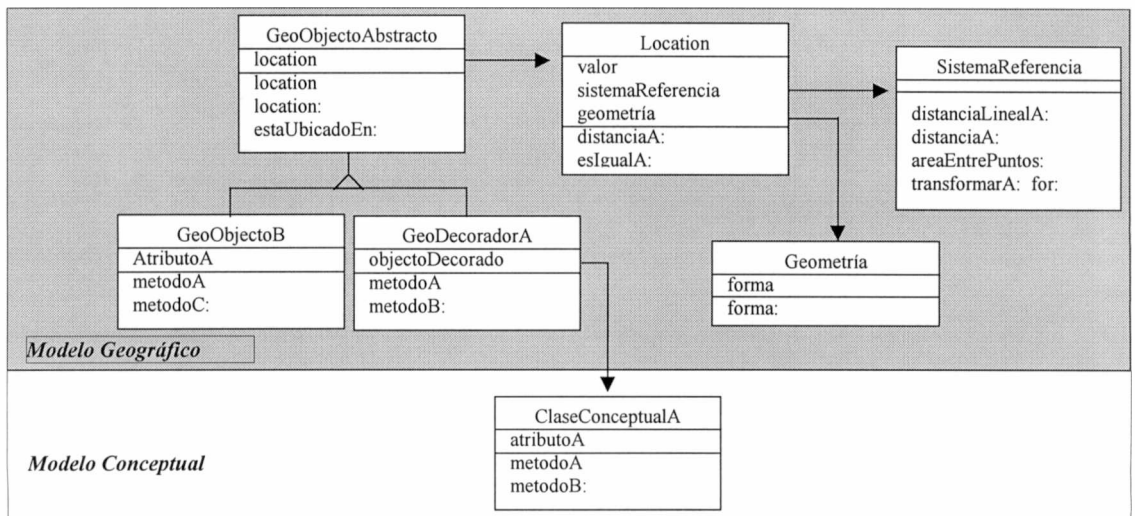 GeoObjectoAbstracto
location
location
location:
estaUbicadoEn:
Location
valor
sistemaReferencia
geometría
distanciaA:
esIgualA:
SistemaReferencia
distanciaLinealA:
distanciaA:
areaEntrePuntos:
transformarA: for:
GeoObjectoB
AtributoA
metodoA
metodoC:
GeoDecoradorA
objectoDecorado
metodoA
metodoB:
Geometría
forma
forma:
Modelo Geográfico
ClaseConceptualA
atributoA
metodoA
metodoB:
Modelo Conceptual